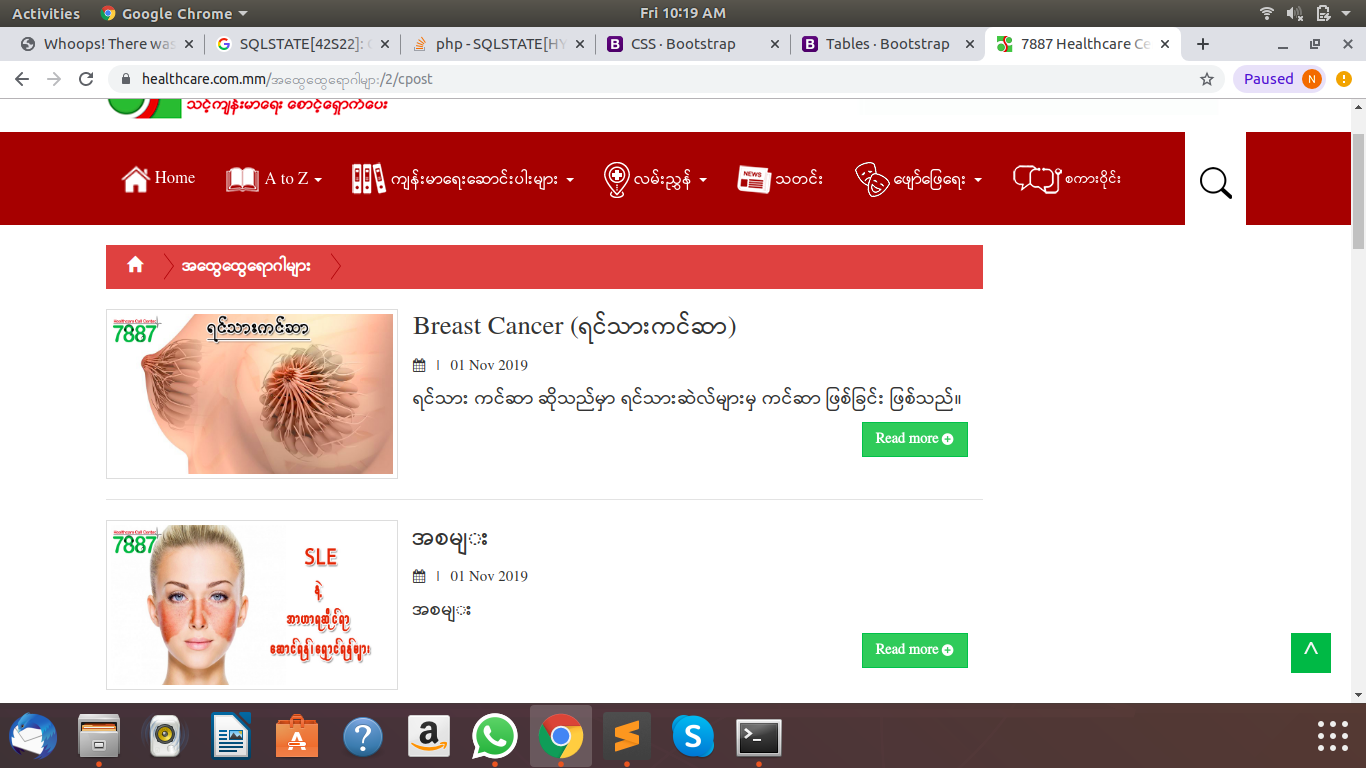 Activities
Google Chrome
Fri 10:19 AM
Whoops! There was
SQLSTATE[42S22]:
php - SQLSTATE[HY
CSS · Bootstrap
Tables · Bootstrap
7887 Healthcare Ce
healthcare.com.mm/အထွေထွေရောဂါများ/2/cpost
Paused
N
သင့်ကျန်းမာရေး စောင့်ရှောက်ပေး
Home
A to Z
ကျန်းမာရေးဆောင်းပါးများ
လမ်းညွှန်
NEWS
သတင်း
ဖျော်ဖြေရေး
စကားဝိုင်း
အထွေထွေရောဂါများ
Healthcare Call Center
7887
ရင်သားကင်ဆာ
Breast Cancer (ရင်သားကင်ဆာ)
| 01 Nov 2019
ရင်သား ကင်ဆာ ဆိုသည်မှာ ရင်သားဆဲလ်များမှ ကင်ဆာ ဖြစ်ခြင်း ဖြစ်သည်။
Read more
Healthcare Call Center
7887
SLE
နဲ့
အာဟာရဆိုင်ရာ
ဆောင်ရန်၊ ရှောင်ရန်များ
အစမျုး
| 01 Nov 2019
အစမျုး
Read more
^